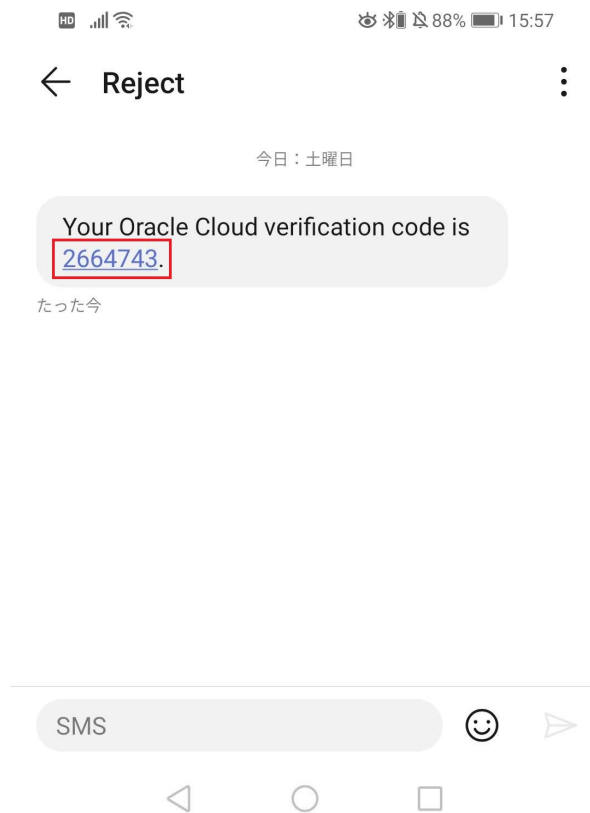 HD 88% 15:57
Reject
今日：土曜日
Your Oracle Cloud verification code is
2664743.
たった今
SMS